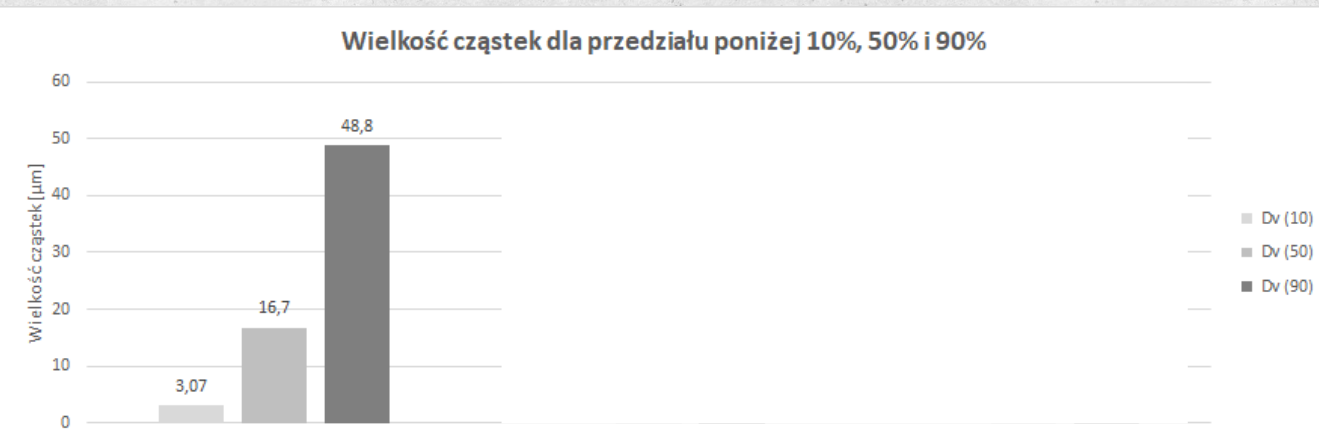 Wielkość cząstek dla przedziału poniżej 10%, 50% i 90%
60
50
40
30
20
10
0
Wielkość cząstek [µm]
3,07
16,7
48,8
Dv (10)
Dv (50)
Dv (90)